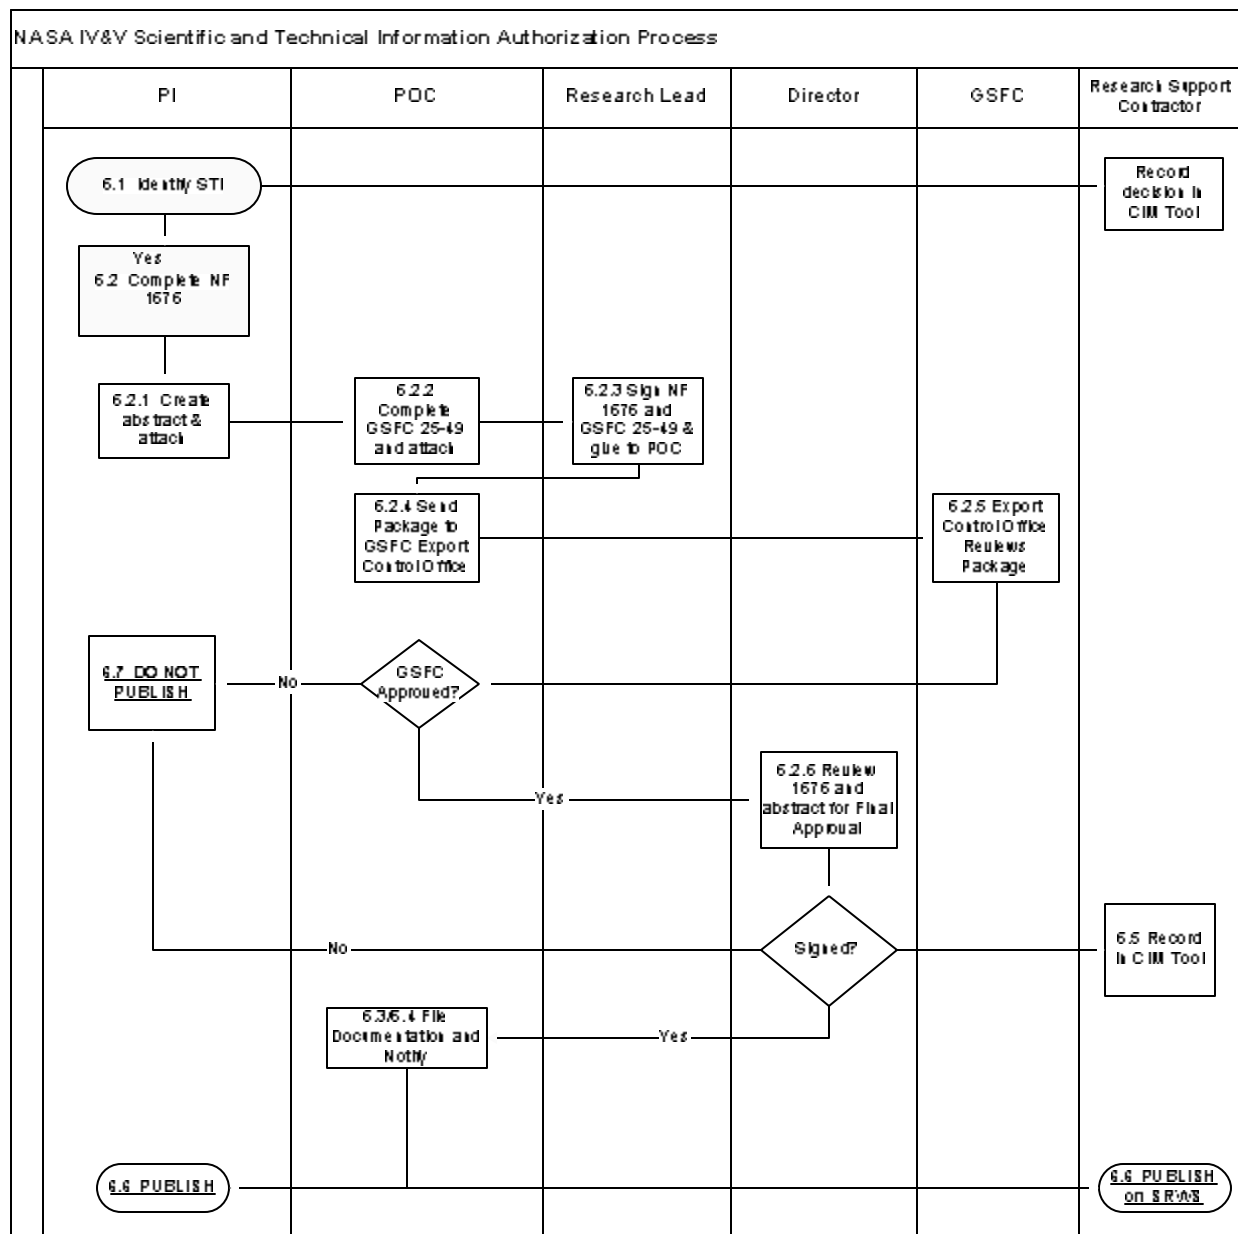 NASA IV&V Scientific and Technical Information Authorization Process
PI
POC
Research Lead
Director
GSFC
Research Support
Contractor
6.1 Identify STI
Record
decision in
CIM Tool
Yes
6.2 Complete NF
1676
6.2.1 Create
abstract &
attach
6.2.2
Complete
GSFC 25-49
and attach
6.2.3 Sign NF
1676 and
GSFC 25-49 &
give to POC
6.2.4 Send
Package to
GSFC Export
Control Office
6.2.5 Export
Control Office
Reviews
Package
6.7 DO NOT
PUBLISH
No
GSFC
Approved?
6.2.6 Review
1676 and
abstract for Final
Approval
Yes
No
Signed?
6.5 Record
in CIM Tool
6.3/6.4 File
Documentation and
Notify
Yes
6.6 PUBLISH
6.6 PUBLISH
on SRWS